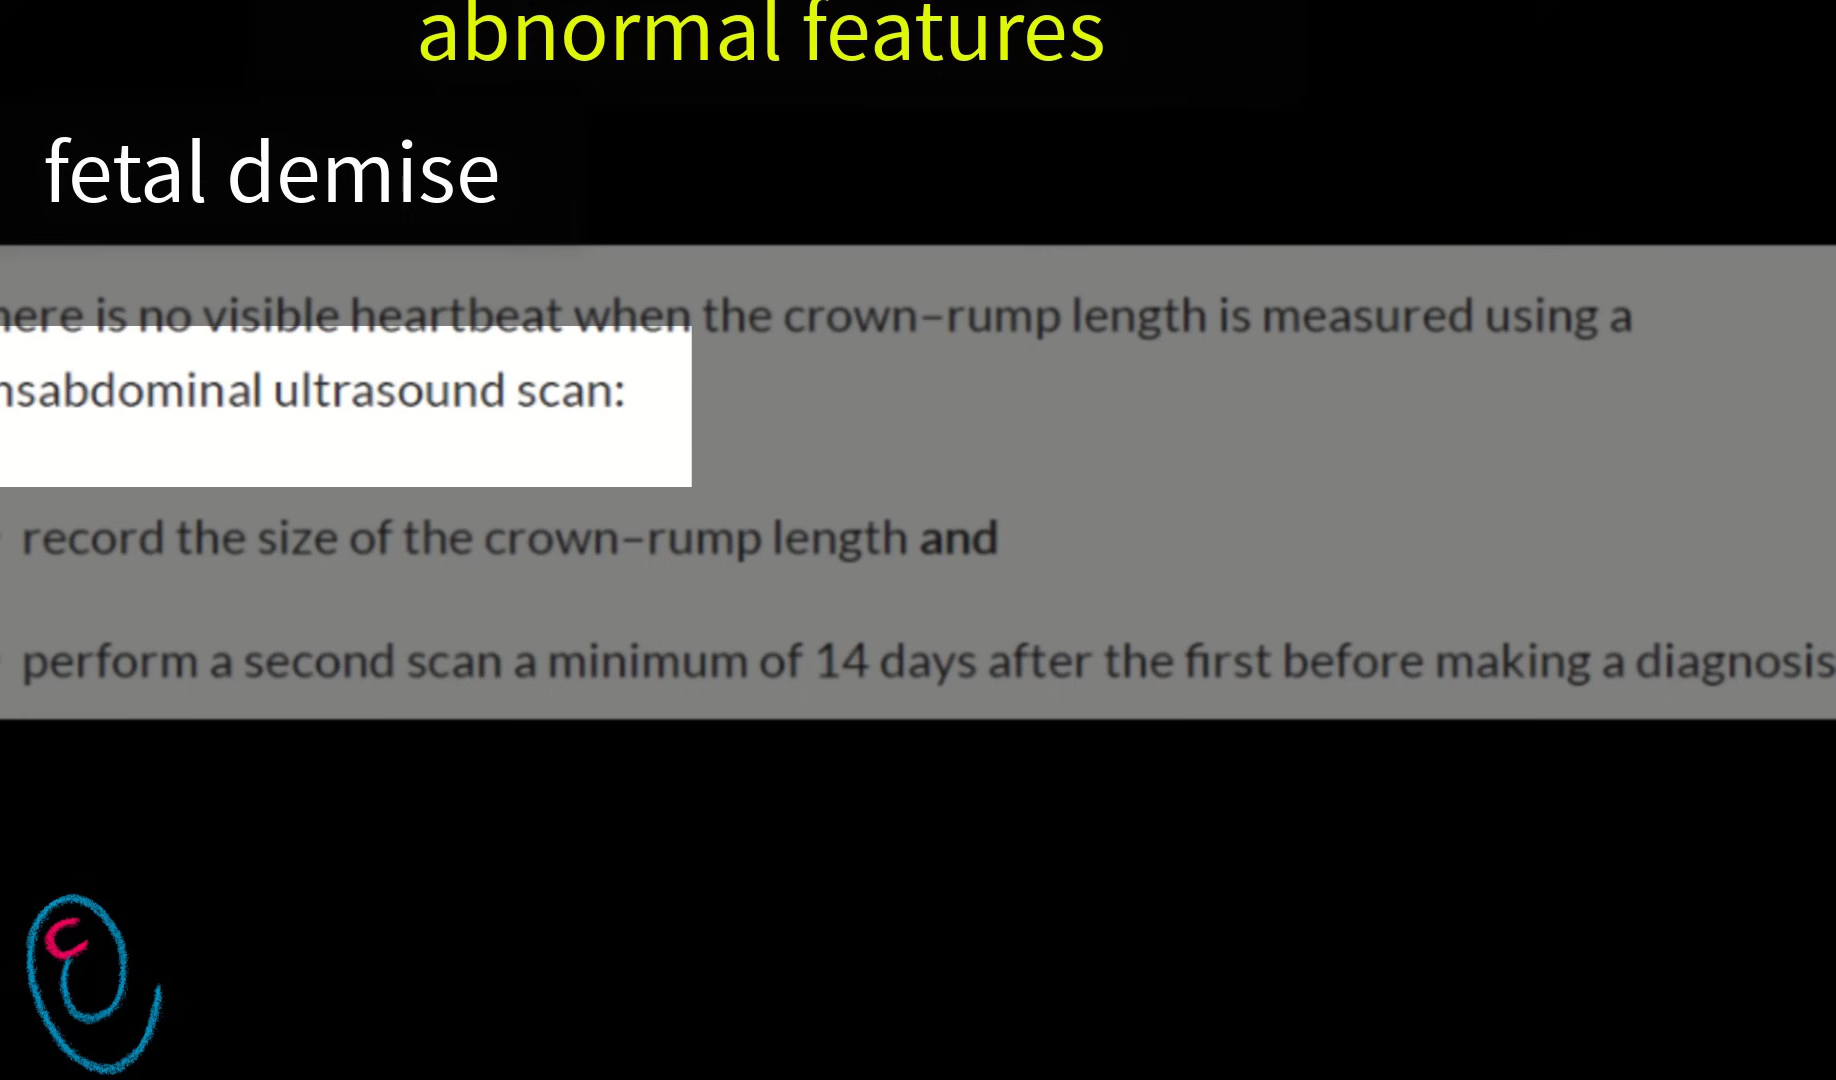 abnormal features
fetal demise
here is no visible heartbeat when the crown–rump length is measured using a
nsabdominal ultrasound scan:
record the size of the crown–rump length and
perform a second scan a minimum of 14 days after the first before making a diagnosis